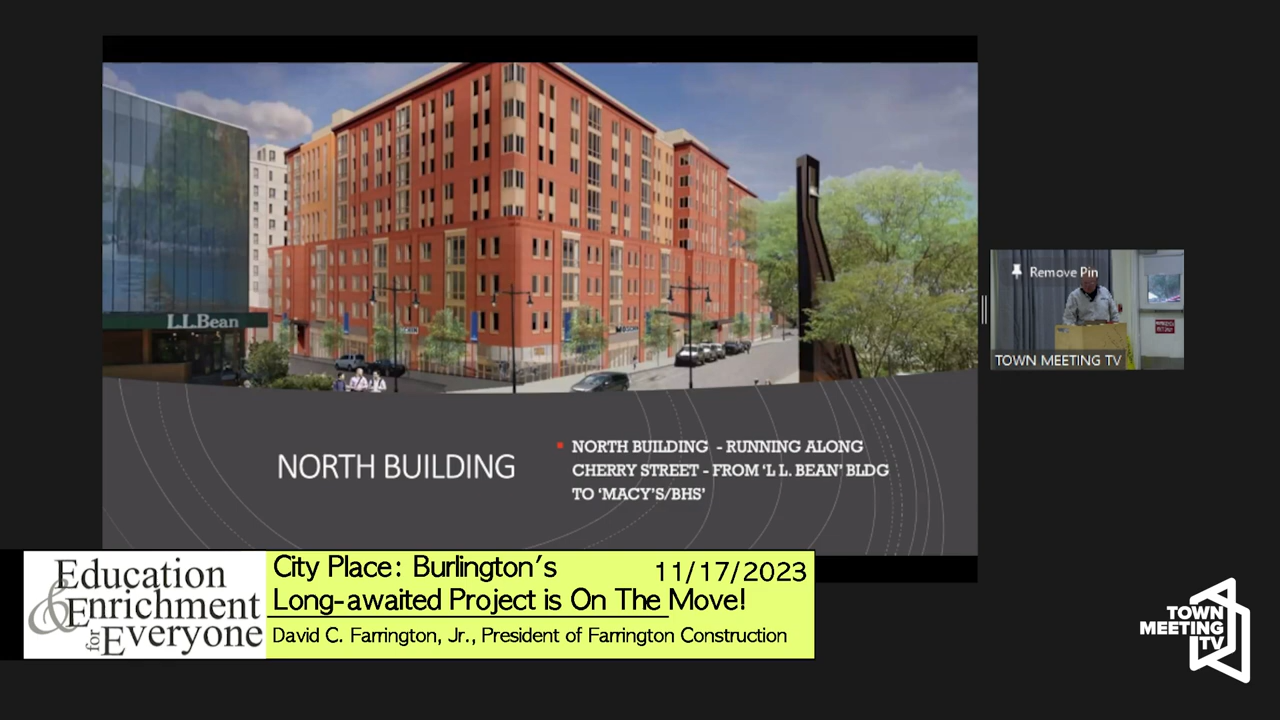 L.L.Bean
Remove Pin
TOWN MEETING TV
NORTH BUILDING
▪ NORTH BUILDING - RUNNING ALONG
CHERRY STREET - FROM 'L L. BEAN' BLDG
TO 'MACY'S/BHS'
Education
& Enrichment
for Everyone
City Place: Burlington's
11/17/2023
Long-awaited Project is On The Move!
David C. Farrington, Jr., President of Farrington Construction
TOWN
MEETING
TV